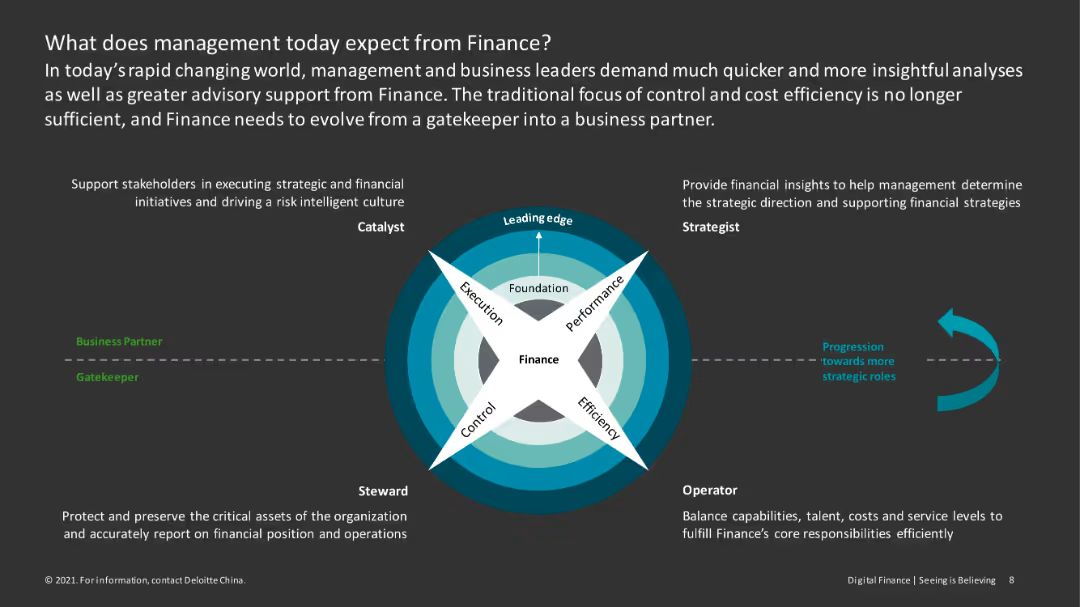 What does management today expect from Finance?
In today's rapid changing world, management and business leaders demand much quicker and more insightful analyses
as well as greater advisory support from Finance. The traditional focus of control and cost efficiency is no longer
sufficient, and Finance needs to evolve from a gatekeeper into a business partner.
Support stakeholders in executing strategic and financial
initiatives and driving a risk intelligent culture
Catalyst
Provide financial insights to help management determine
the strategic direction and supporting financial strategies
Strategist
Leading edge
Foundation
Execution
Performance
Finance
Control
Efficiency
Business Partner
Gatekeeper
Progression
towards more
strategic roles
Steward
Protect and preserve the critical assets of the organization
and accurately report on financial position and operations
Operator
Balance capabilities, talent, costs and service levels to
fulfill Finance's core responsibilities efficiently
© 2021. For information, contact Deloitte China.
Digital Finance | Seeing is Believing 8